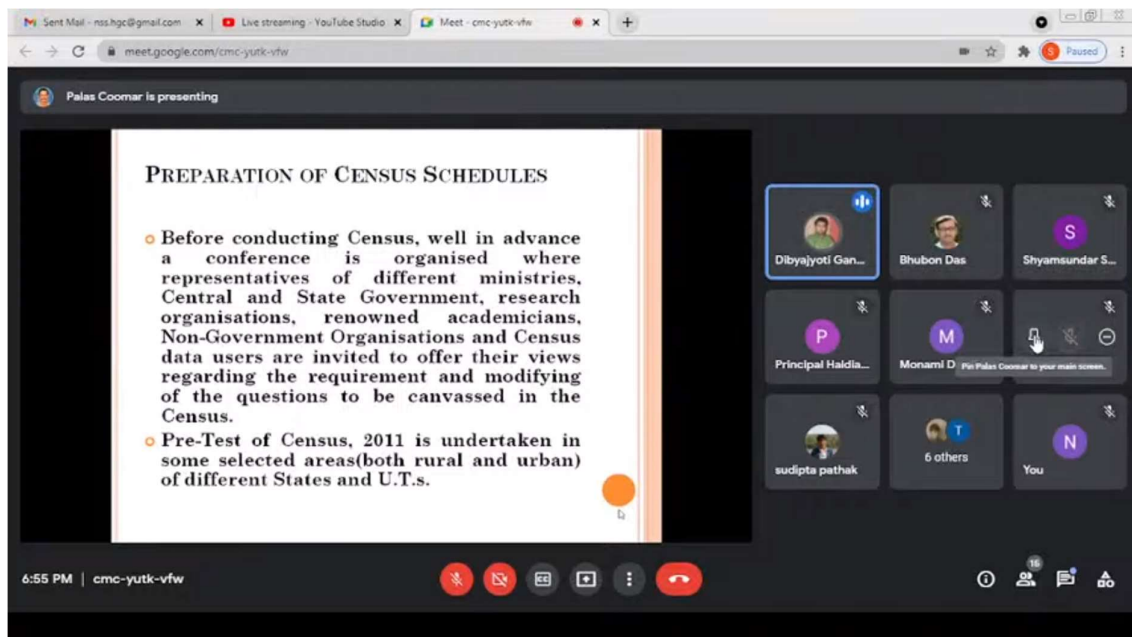 Sent Mail - nss.hgc@gmail.com
Live streaming - YouTube Studio
Meet - cmc-yutk-vfw
meet.google.com/cmc-yutk-vfw
S
Paused
Palas Coomar is presenting
PREPARATION OF CENSUS SCHEDULES
Before conducting Census, well in advance
a conference is organised where
representatives of different ministries,
Central and State Government, research
organisations, renowned academicians,
Non-Government Organisations and Census
data users are invited to offer their views
regarding the requirement and modifying
of the questions to be canvassed in the
Census.
Pre-Test of Census, 2011 is undertaken in
some selected areas(both rural and urban)
of different States and U.T.s.
Dibyajyoti Gan...
Bhubon Das
S
Shyamsundar S...
P
Principal Haldia...
M
Monami D
Pin Palas Coomar to your main screen.
sudipta pathak
T
6 others
N
You
6:55 PM | cmc-yutk-vfw
CC
16